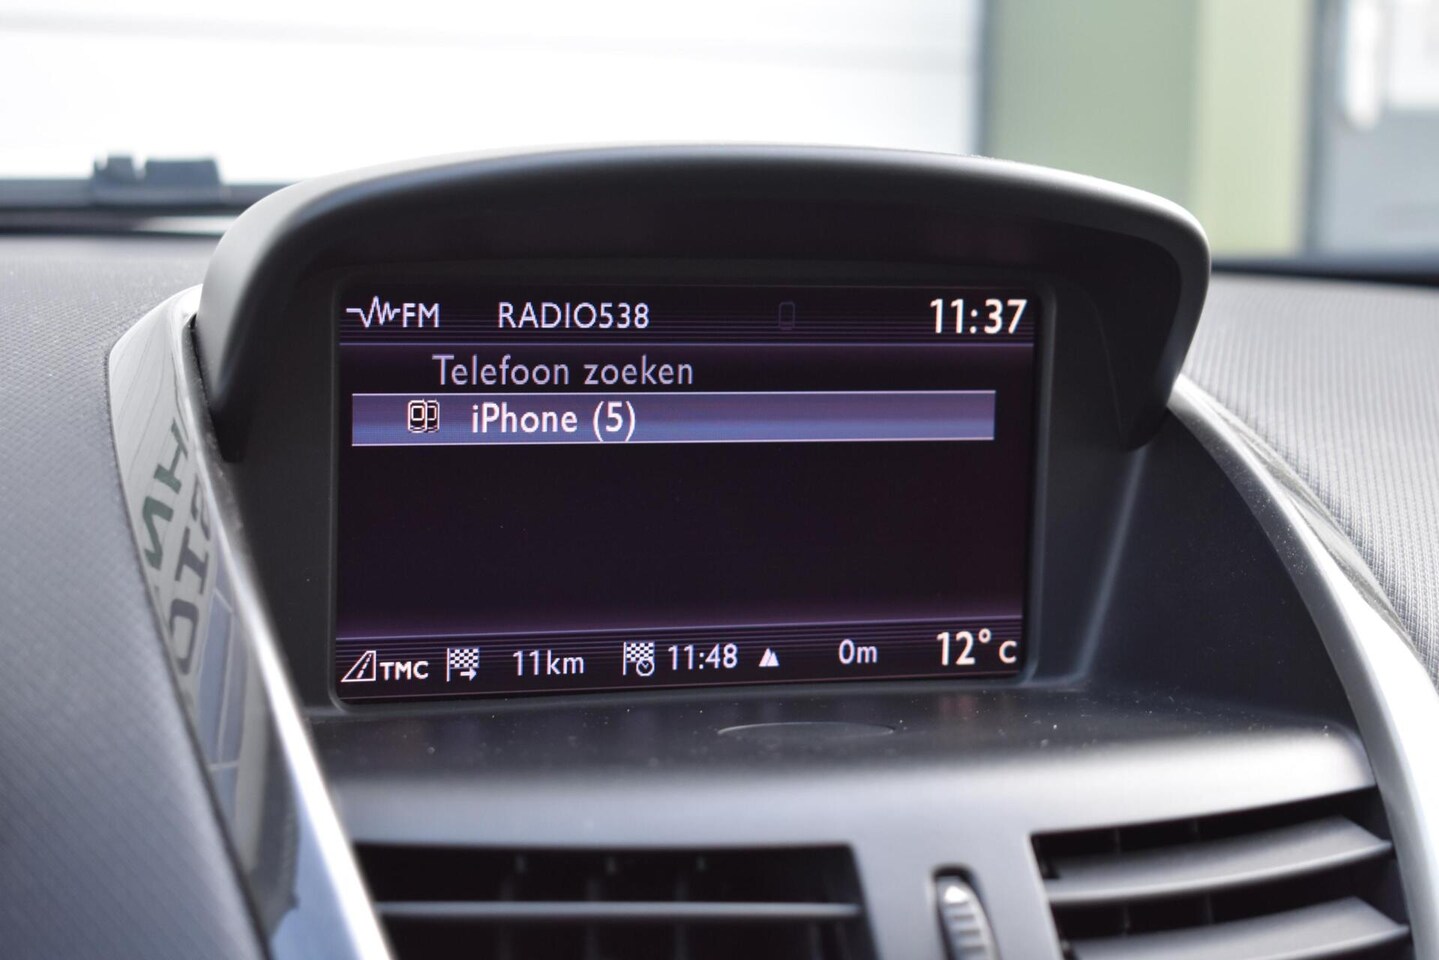 FM RADIO538 11:37
Telefoon zoeken
iPhone (5)
TMC 11km 11:48 0m 12°C